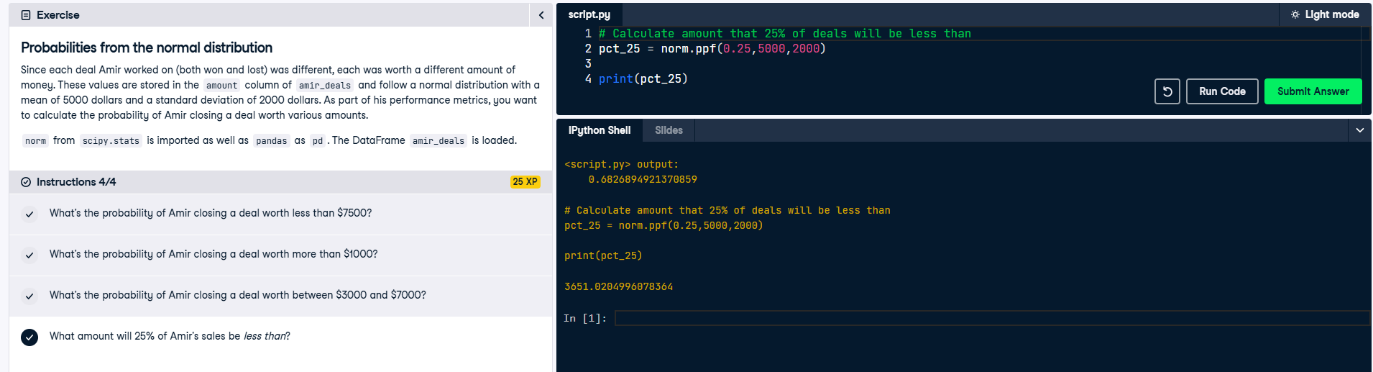 Exercise
Probabilities from the normal distribution
Since each deal Amir worked on (both won and lost) was different, each was worth a different amount of
money. These values are stored in the amount column of amir_deals and follow a normal distribution with a
mean of 5000 dollars and a standard deviation of 2000 dollars. As part of his performance metrics, you want
to calculate the probability of Amir closing a deal worth various amounts.
norm from scipy.stats is imported as well as pandas as pd . The DataFrame amir_deals is loaded.
Instructions 4/4
25 XP
What's the probability of Amir closing a deal worth less than $7500?
What's the probability of Amir closing a deal worth more than $1000?
What's the probability of Amir closing a deal worth between $3000 and $7000?
What amount will 25% of Amir's sales be less than?
script.py
Light mode
1 # Calculate amount that 25% of deals will be less than
2 pct_25 = norm.ppf(0.25,5000,2000)
3
4 print(pct_25)
Run Code
Submit Answer
IPython Shell
Slides
<script.py> output:
0.6826894921370859
# Calculate amount that 25% of deals will be less than
pct_25 = norm.ppf(0.25,5000,2000)
print(pct_25)
3651.0204996078364
In [1]: